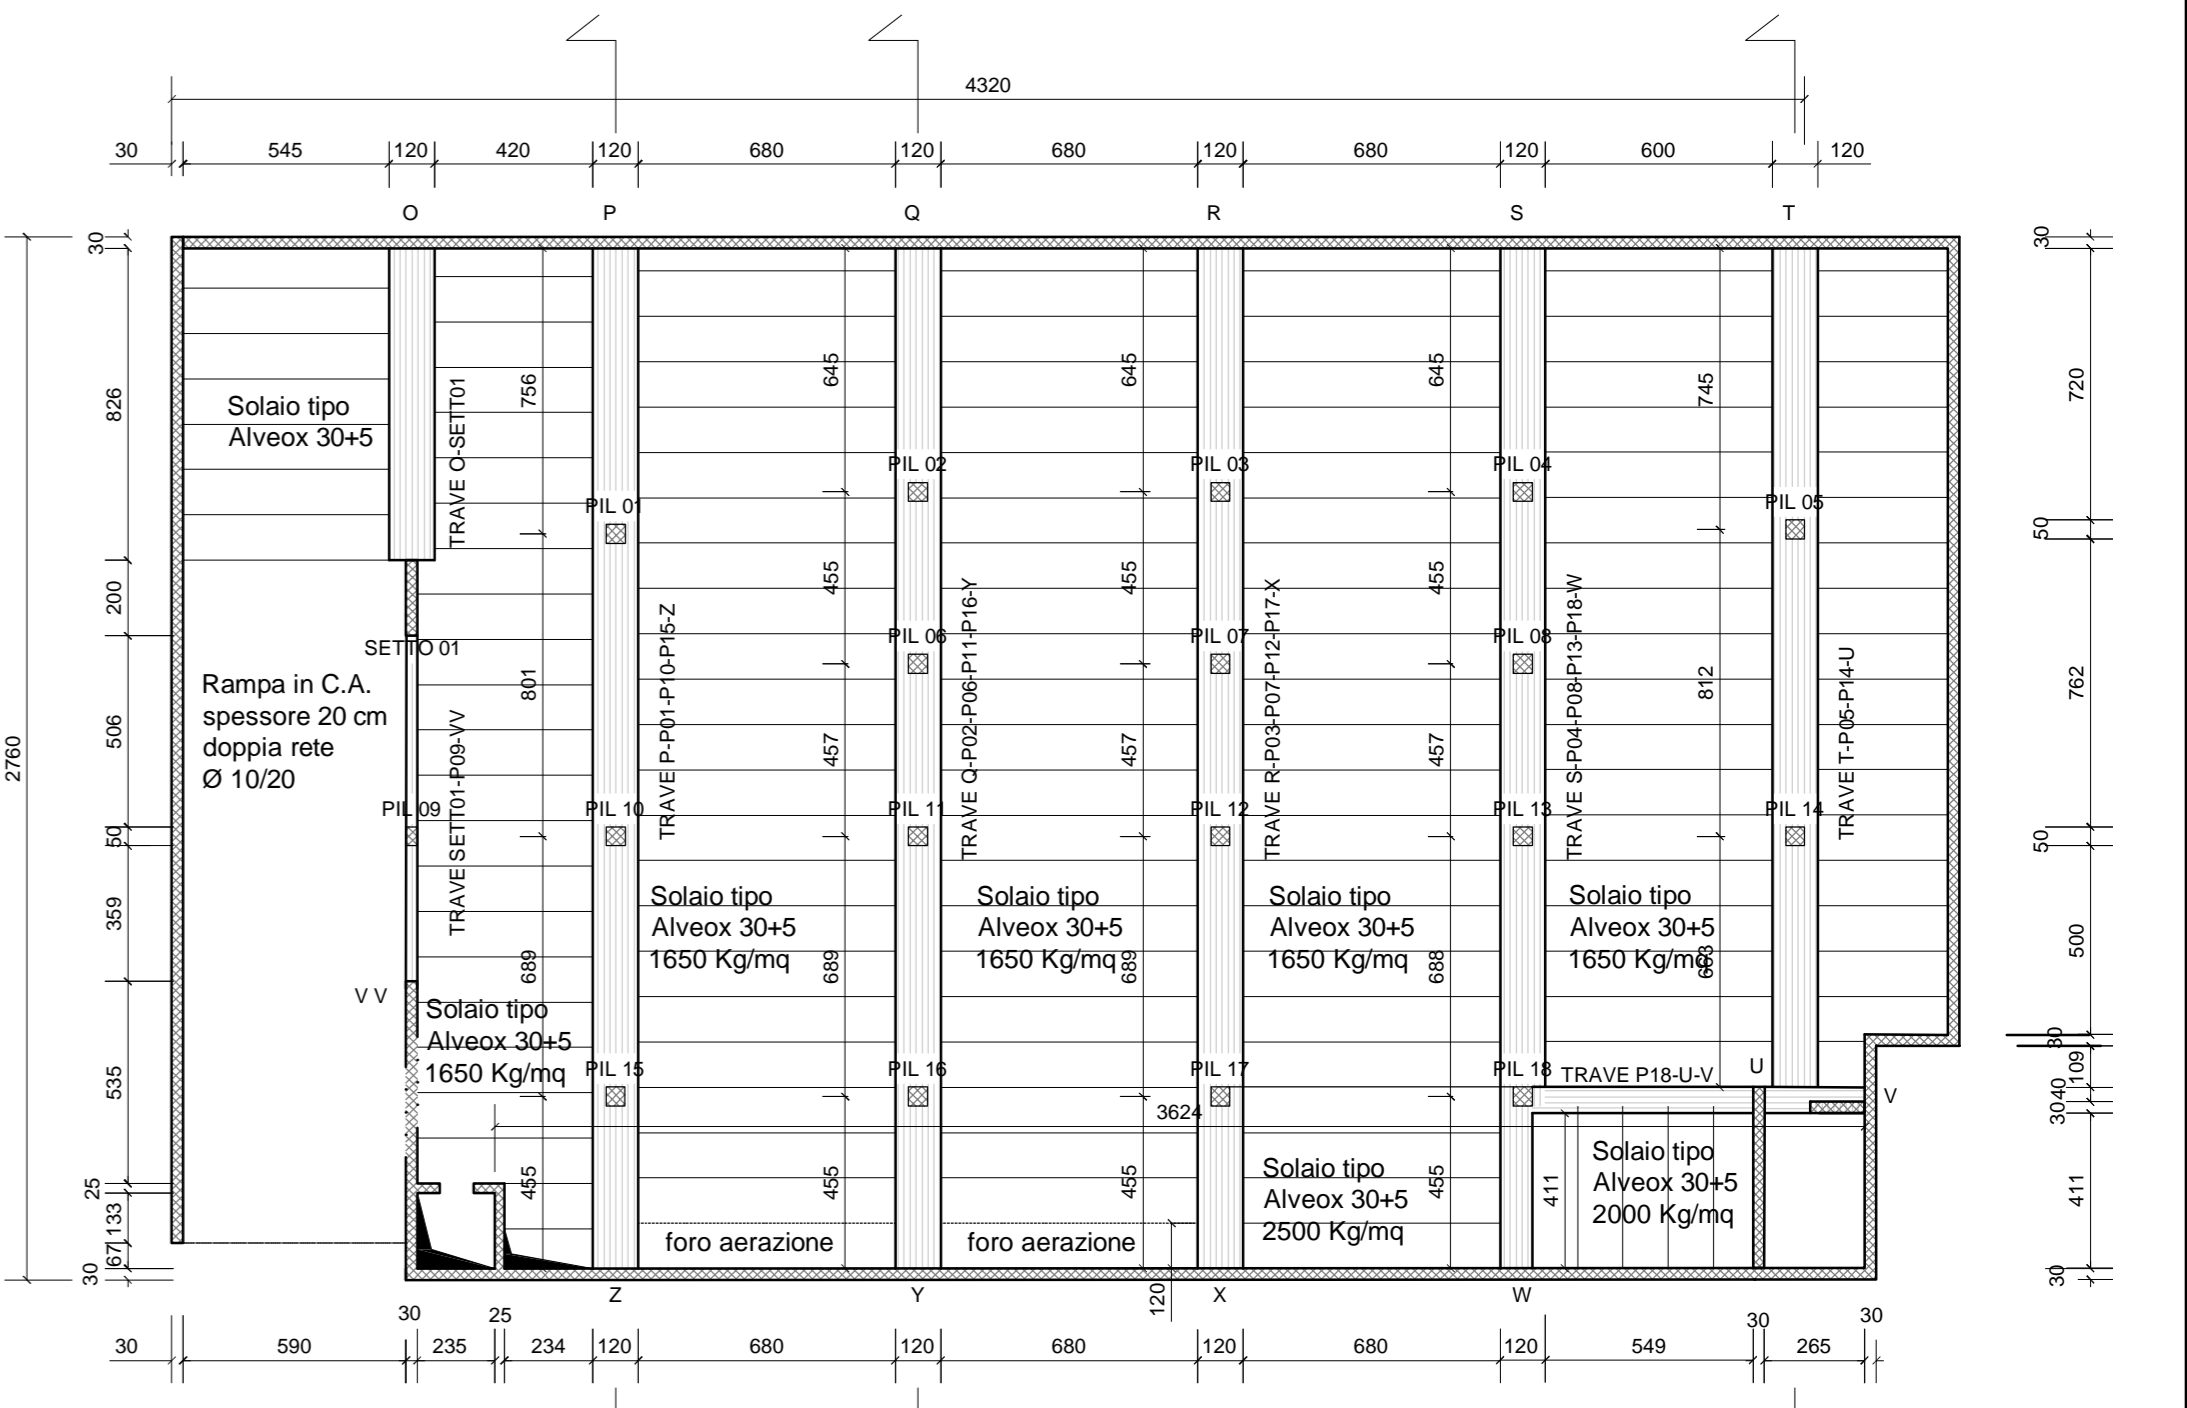 4320
30 545 120 420 120 680 120 680 120 680 120 600 120
O P Q R S T
30
826
200
506
50
359
535
25
133
67
30
2760
Solaio tipo
Alveox 30+5
TRAVE O-SETT01
756
801
689
455
645
455
457
689
455
645
455
457
689
455
645
455
457
688
455
745
812
663
PIL 01
PIL 02
PIL 03
PIL 04
PIL 05
SETTO 01
PIL 06
PIL 07
PIL 08
Rampa in C.A.
spessore 20 cm
doppia rete
Ø 10/20
TRAVE SETT01-P09-VV
TRAVE P-P01-P10-P15-Z
TRAVE Q-P02-P06-P11-P16-Y
TRAVE R-P03-P07-P12-P17-X
TRAVE S-P04-P08-P13-P18-W
TRAVE T-P05-P14-U
PIL 09
PIL 10
PIL 11
PIL 12
PIL 13
PIL 14
Solaio tipo
Alveox 30+5
1650 Kg/mq
Solaio tipo
Alveox 30+5
1650 Kg/mq
Solaio tipo
Alveox 30+5
1650 Kg/mq
Solaio tipo
Alveox 30+5
1650 Kg/mq
V V
Solaio tipo
Alveox 30+5
1650 Kg/mq
PIL 15
PIL 16
PIL 17
PIL 18
TRAVE P18-U-V
U
V
3624
Solaio tipo
Alveox 30+5
2500 Kg/mq
411
Solaio tipo
Alveox 30+5
2000 Kg/mq
foro aerazione
foro aerazione
120
Z Y X W
30
720
50
762
50
500
30
109
40
30
411
30
30 590 30 235 25 234 120 680 120 680 120 680 120 549 30 265 30